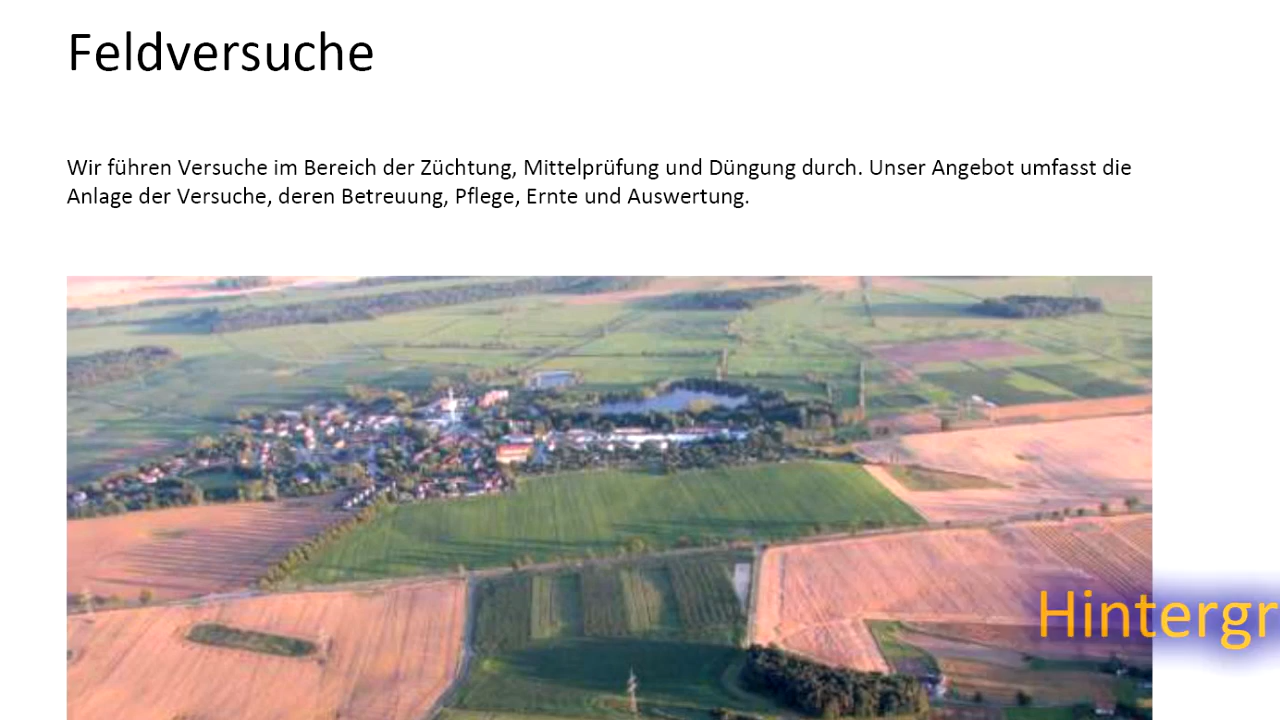 Feldversuche
Wir führen Versuche im Bereich der Züchtung, Mittelprüfung und Düngung durch. Unser Angebot umfasst die
Anlage der Versuche, deren Betreuung, Pflege, Ernte und Auswertung.
Hintergr